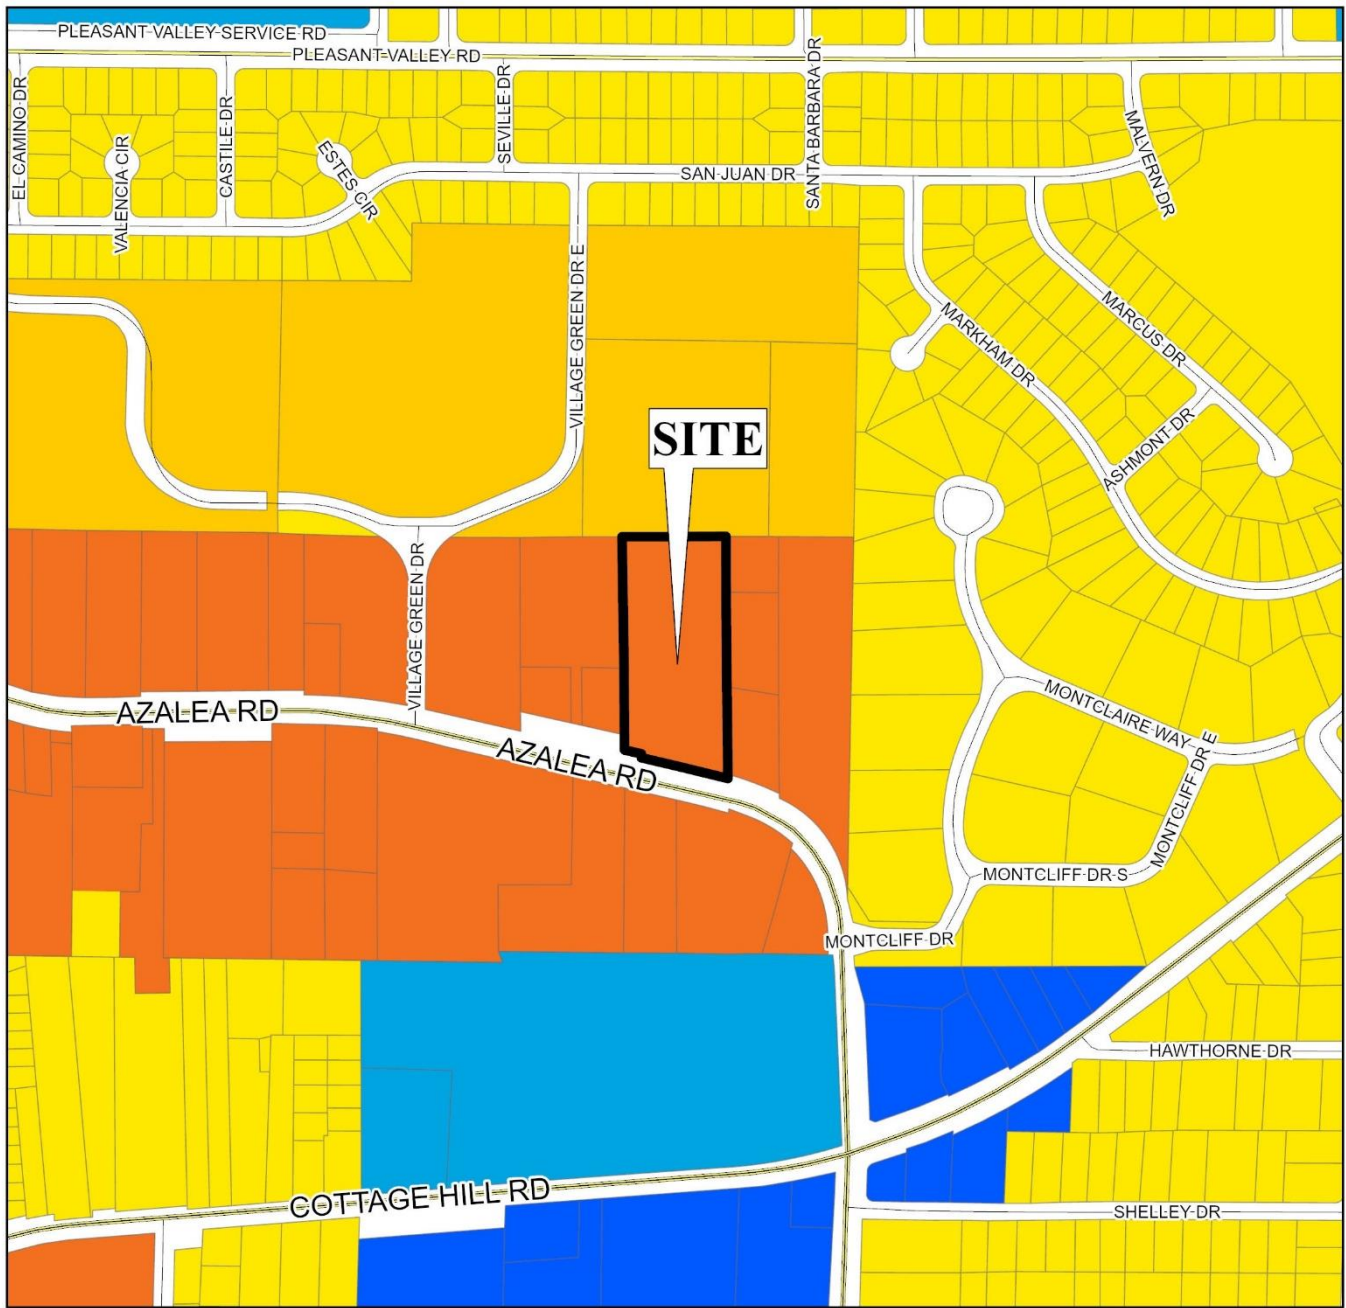 PLEASANT VALLEY SERVICE RD
PLEASANT VALLEY RD
EL CAMINO DR
VALENCIA CIR
CASTILE DR
ESTES CIR
SEVILLE DR
SAN JUAN DR
SANTA BARBARA DR
MALVERN DR
VILLAGE GREEN DR E
MARKHAM DR
MARCUS DR
ASHMONT DR
SITE
VILLAGE GREEN DR
AZALEA RD
AZALEA RD
MONTCLAIRE WAY
MONTCLIFF DR E
MONTCLIFF DR S
MONTCLIFF DR
HAWTHORNE DR
COTTAGE HILL RD
SHELLEY DR